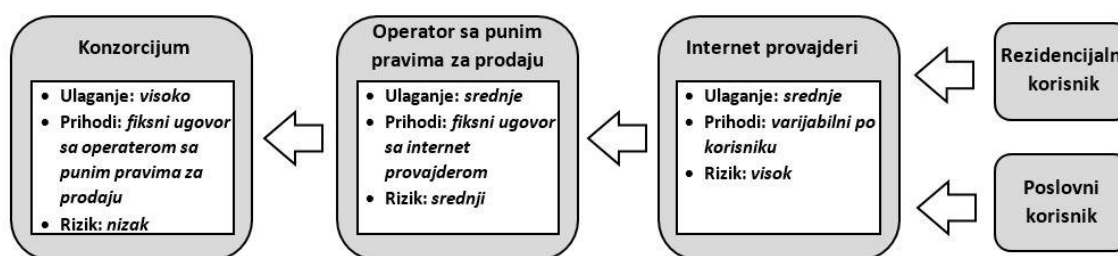 Konzorcijum
• Ulaganje: visoko
• Prihodi: fiksni ugovor
sa operaterom sa
punim pravima za
prodaju
• Rizik: nizak
Operator sa punim
pravima za prodaju
• Ulaganje: srednje
• Prihodi: fiksni ugovor
sa internet
provajderom
• Rizik: srednji
Internet provajderi
• Ulaganje: srednje
• Prihodi: varijabilni po
korisniku
• Rizik: visok
Rezidencijaln
korisnik
Poslovni
korisnik